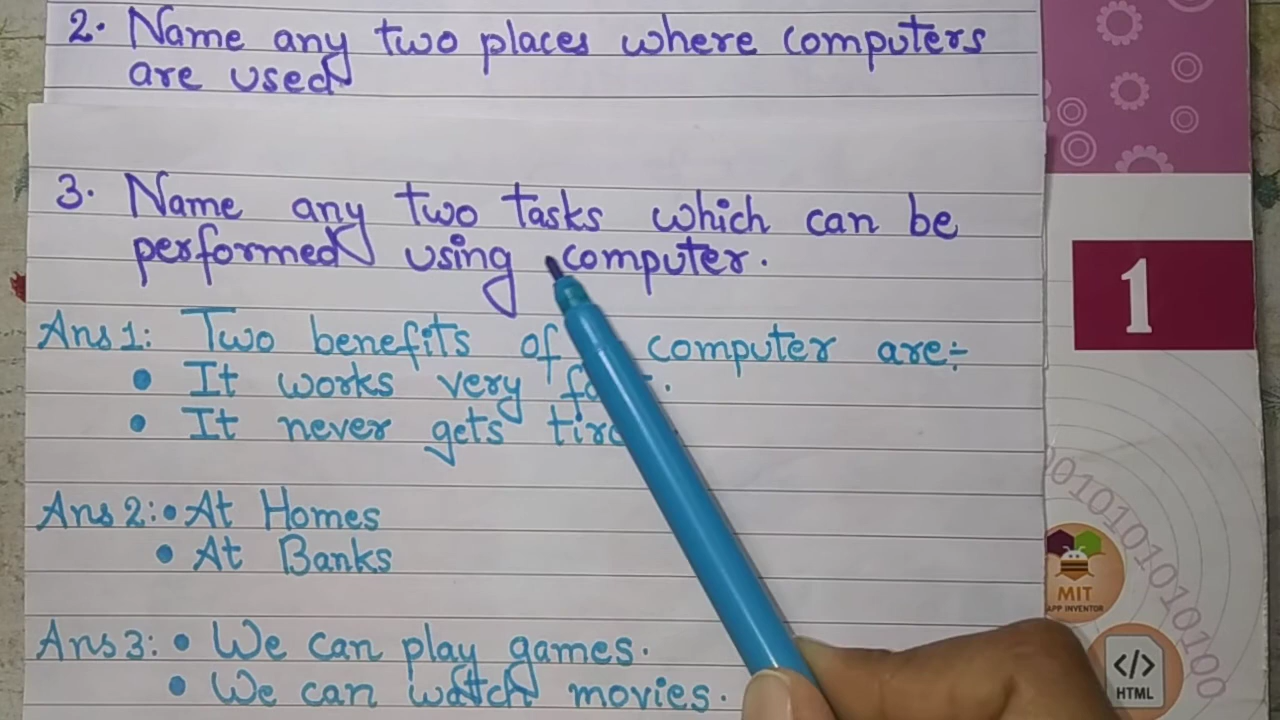 2. Name any two places where computers
are used
3. Name any two tasks which can be
performed using computer.
Ans 1: Two benefits of computer are:-
• It works very
• It never gets
Ans 2: • At Homes
• At Banks
Ans 3: • We can play games.
• We can watch movies.
1
01010101010100
MIT
APP INVENTOR
</>
HTML